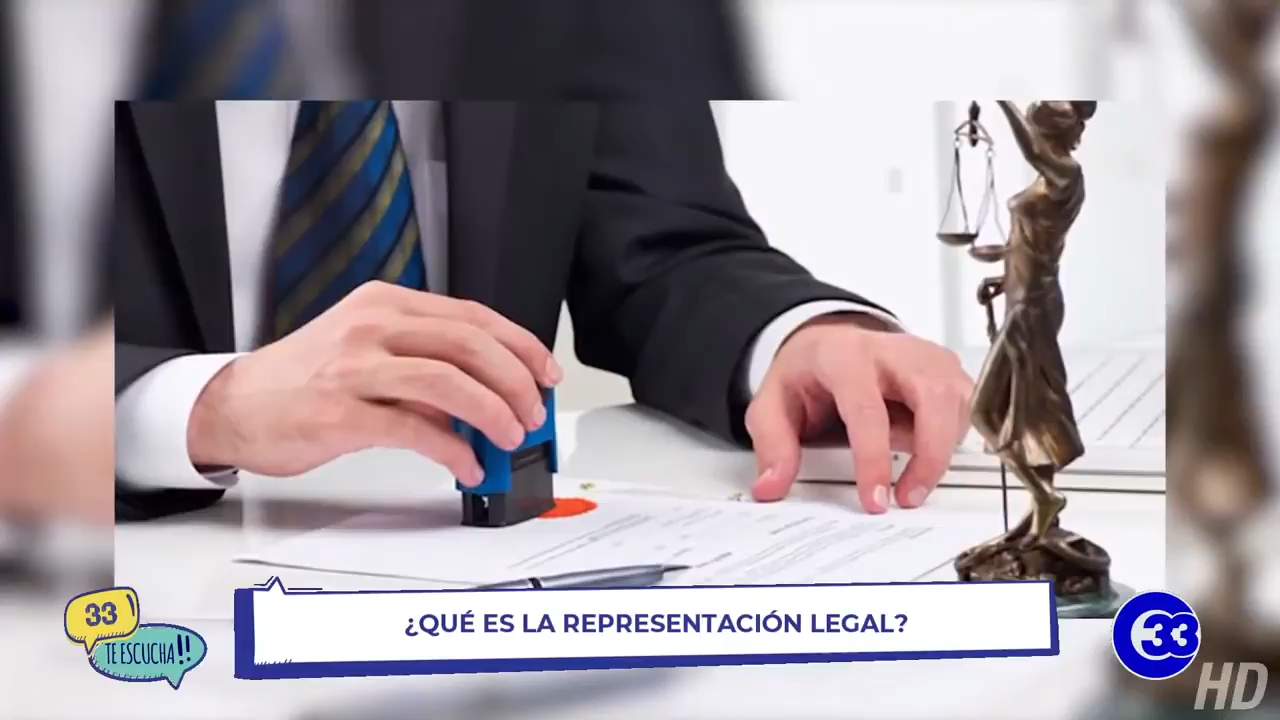 ¿QUÉ ES LA REPRESENTACIÓN LEGAL?
33
TE ESCUCHA!!
33
HD